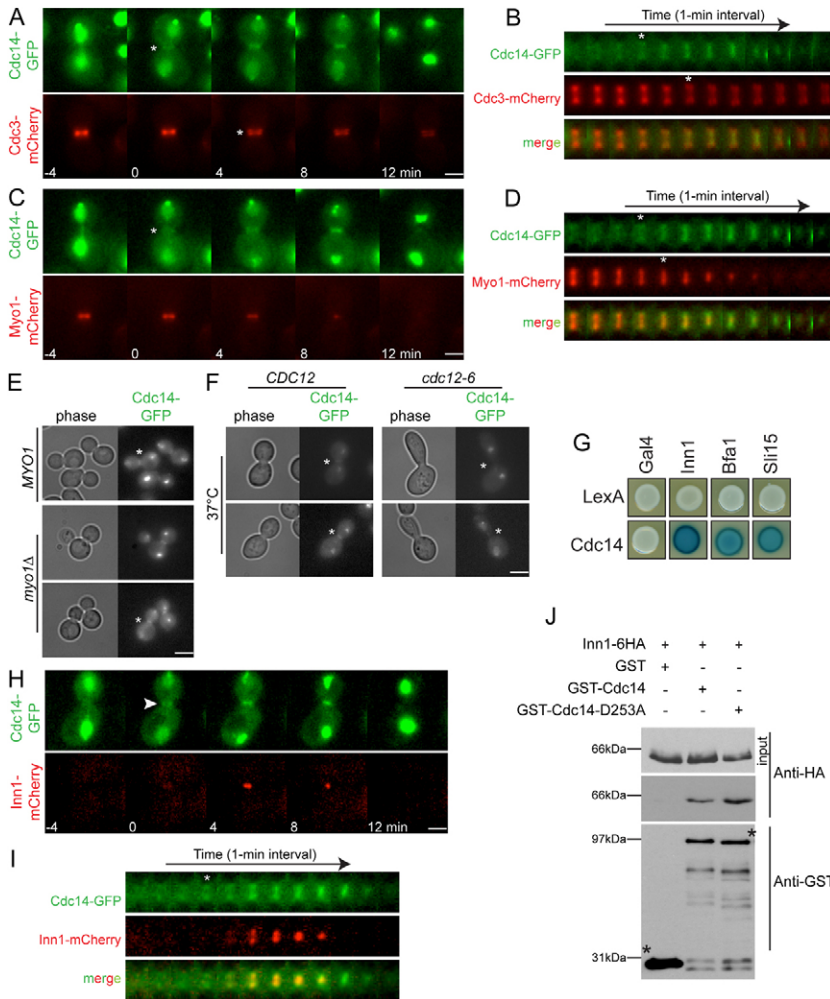 A
Cdc14-
GFP
*
Cdc3-
mCherry
*
-4 0 4 8 12 min
B
Time (1-min interval)
*
Cdc14-GFP
*
Cdc3-mCherry
merge
C
Cdc14-
GFP
*
Myo1-
mCherry
-4 0 4 8 12 min
D
Time (1-min interval)
*
Cdc14-GFP
*
Myo1-mCherry
merge
E
phase
Cdc14-
GFP
MYO1
*
myo1Δ
*
F
CDC12 cdc12-6
phase
Cdc14-
GFP
phase
Cdc14-
GFP
37°C
* *
* *
G
Gal4 Inn1 Bfa1 Sli15
LexA
Cdc14
H
Cdc14-
GFP
Inn1-
mCherry
-4 0 4 8 12 min
I
Time (1-min interval)
*
Cdc14-GFP
Inn1-mCherry
merge
J
Inn1-6HA + + +
GST + - -
GST-Cdc14 - + -
GST-Cdc14-D253A - - +
66kDa
input
Anti-HA
66kDa
97kDa
*
Anti-GST
*
31kDa